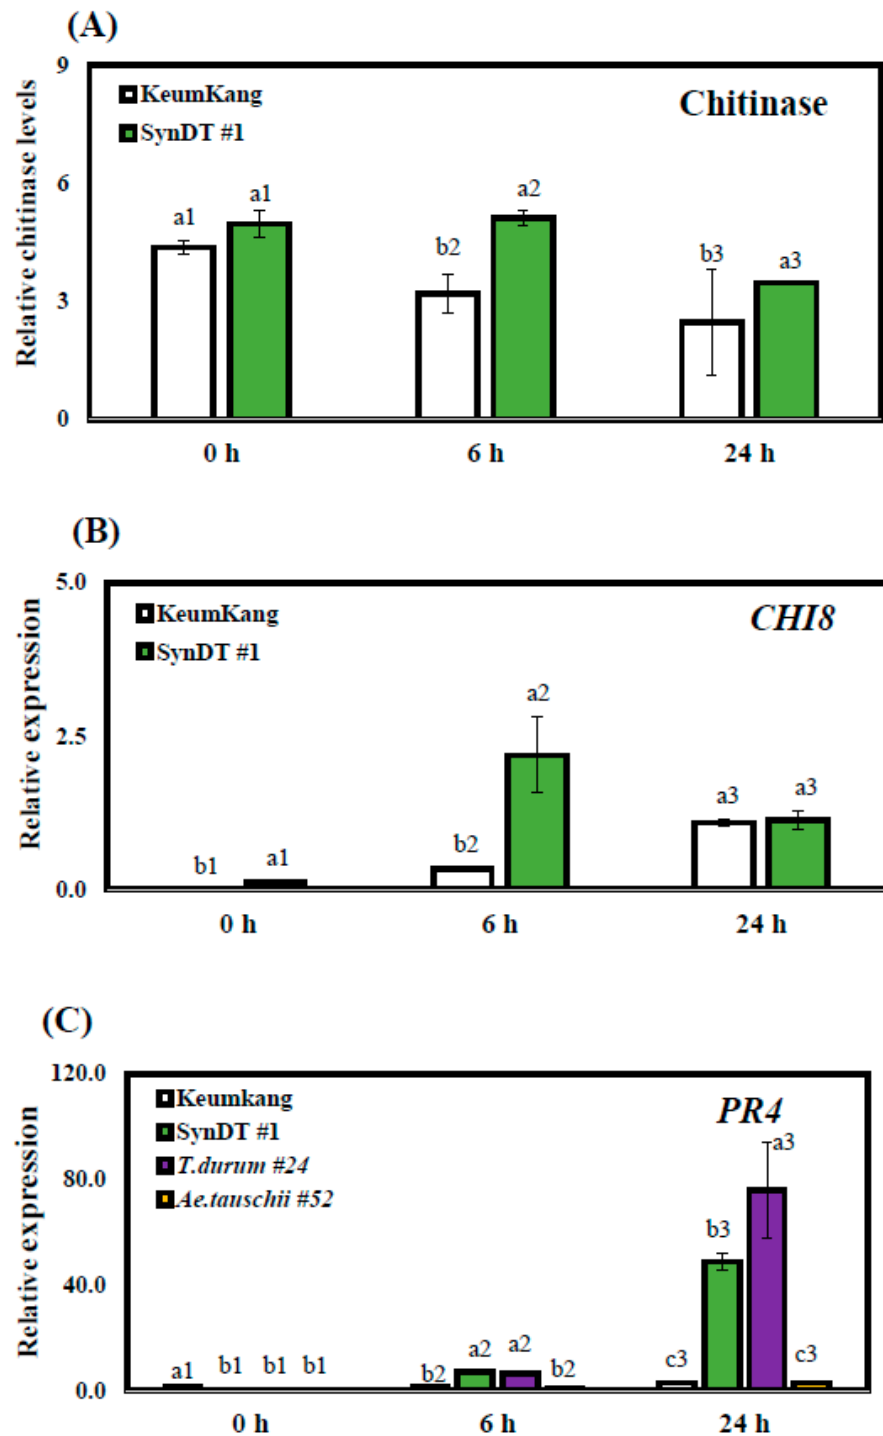 (A)
Relative chitinase levels
9
6
3
0
KeumKang
SynDT #1
Chitinase
a1
a1
b2
a2
b3
a3
0 h
6 h
24 h
(B)
Relative expression
5.0
2.5
0.0
KeumKang
SynDT #1
CHI8
b1
a1
b2
a2
a3
a3
0 h
6 h
24 h
(C)
Relative expression
120.0
80.0
40.0
0.0
Keumkang
SynDT #1
T.durum #24
Ae.tauschii #52
PR4
a1
b1
b1
b1
b2
a2
a2
b2
c3
b3
a3
c3
0 h
6 h
24 h